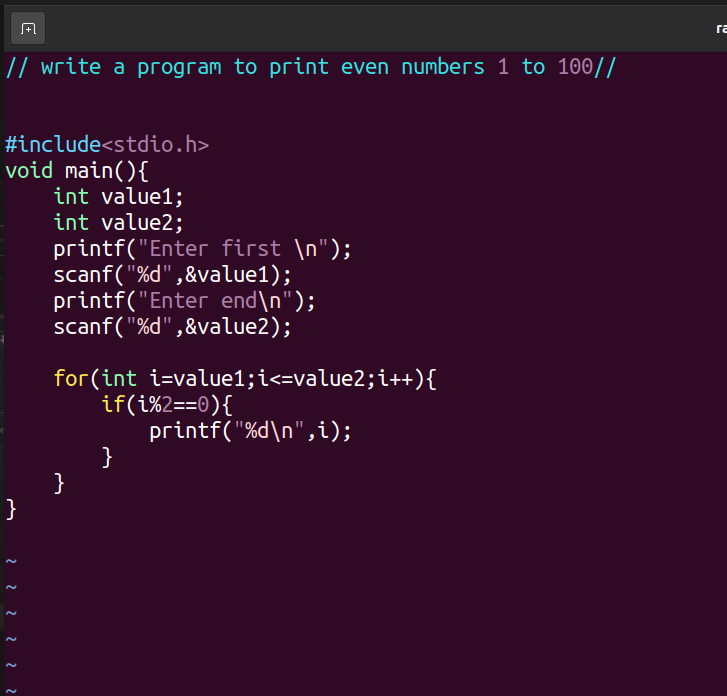 ra
// write a program to print even numbers 1 to 100//
#include<stdio.h>
void main(){
    int value1;
    int value2;
    printf("Enter first \n");
    scanf("%d",&value1);
    printf("Enter end\n");
    scanf("%d",&value2);
    for(int i=value1;i<=value2;i++){
        if(i%2==0){
            printf("%d\n",i);
        }
    }
}
~
~
~
~
~
~